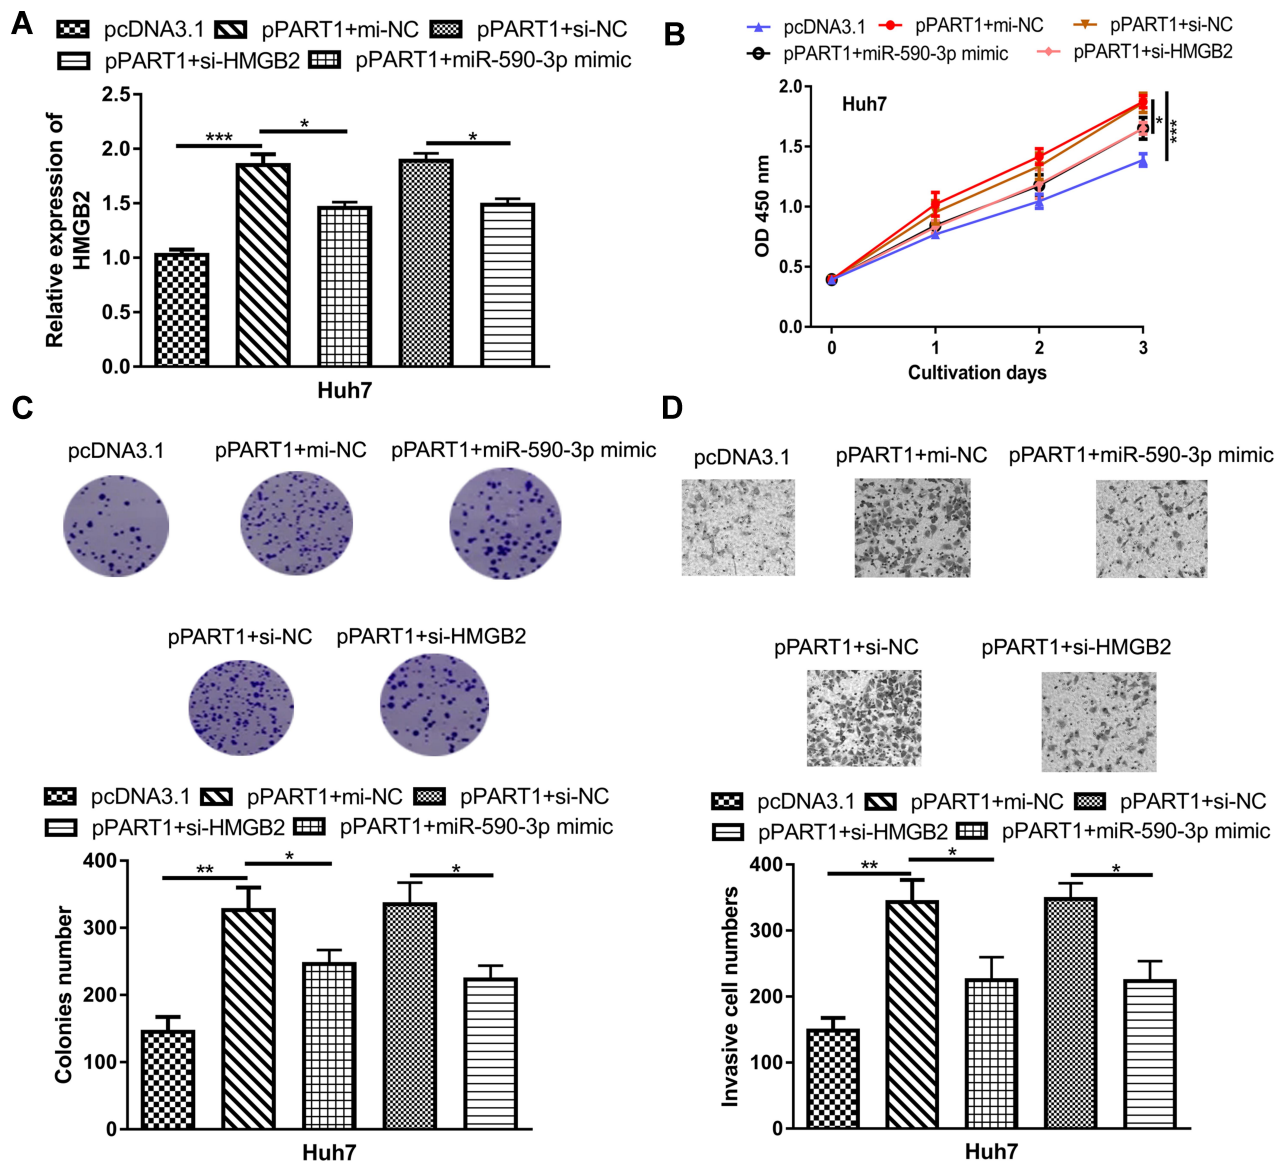 A
pcDNA3.1 pPART1+mi-NC pPART1+si-NC
pPART1+si-HMGB2 pPART1+miR-590-3p mimic
Relative expression of
HMGB2
2.5
2.0
1.5
1.0
0.5
0.0
***
*
*
Huh7
B
pcDNA3.1 pPART1+mi-NC pPART1+si-NC
pPART1+miR-590-3p mimic pPART1+si-HMGB2
Huh7
OD 450 nm
2.0
1.5
1.0
0.5
0.0
*
***
0 1 2 3
Cultivation days
C
pcDNA3.1 pPART1+mi-NC pPART1+miR-590-3p mimic
pPART1+si-NC pPART1+si-HMGB2
pcDNA3.1 pPART1+mi-NC pPART1+si-NC
pPART1+si-HMGB2 pPART1+miR-590-3p mimic
Colonies number
400
300
200
100
0
**
*
*
Huh7
D
pcDNA3.1 pPART1+mi-NC pPART1+miR-590-3p mimic
pPART1+si-NC pPART1+si-HMGB2
pcDNA3.1 pPART1+mi-NC pPART1+si-NC
pPART1+si-HMGB2 pPART1+miR-590-3p mimic
Invasive cell numbers
400
300
200
100
0
**
*
*
Huh7